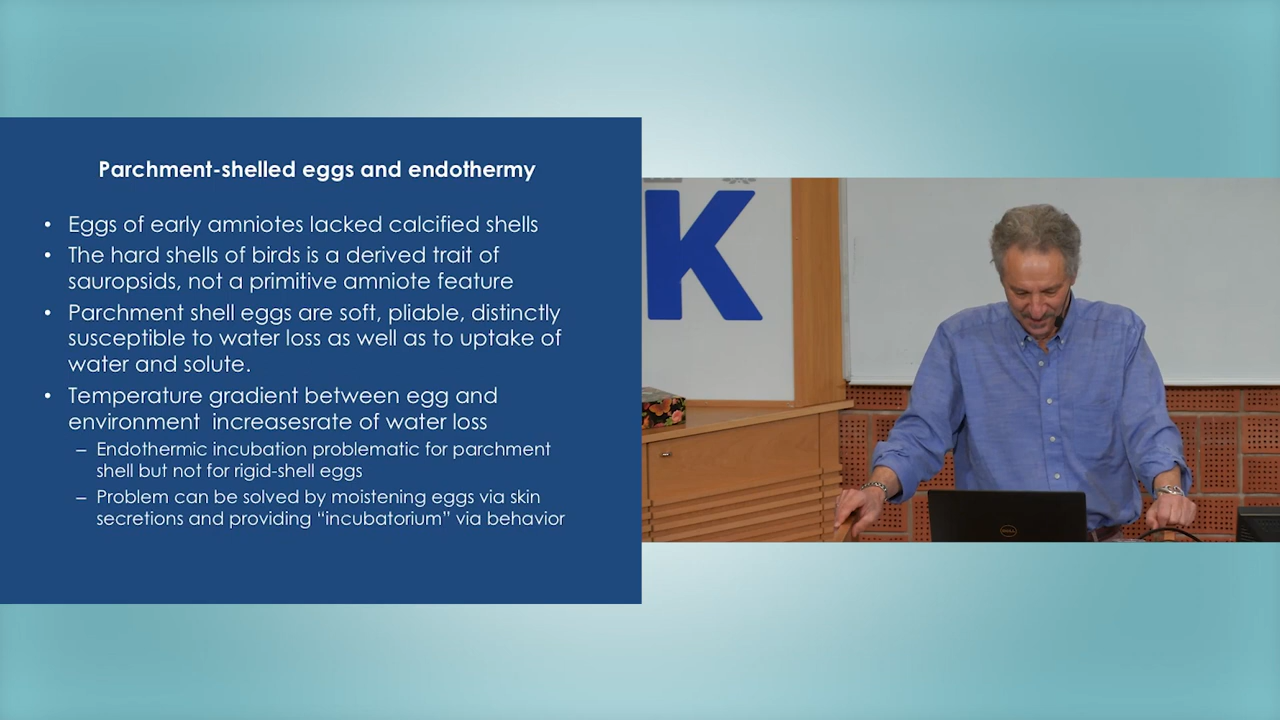 Parchment-shelled eggs and endothermy
• Eggs of early amniotes lacked calcified shells
• The hard shells of birds is a derived trait of
sauropsids, not a primitive amniote feature
• Parchment shell eggs are soft, pliable, distinctly
susceptible to water loss as well as to uptake of
water and solute.
• Temperature gradient between egg and
environment increasesrate of water loss
– Endothermic incubation problematic for parchment
shell but not for rigid-shell eggs
– Problem can be solved by moistening eggs via skin
secretions and providing “incubatorium” via behavior
K
DELL